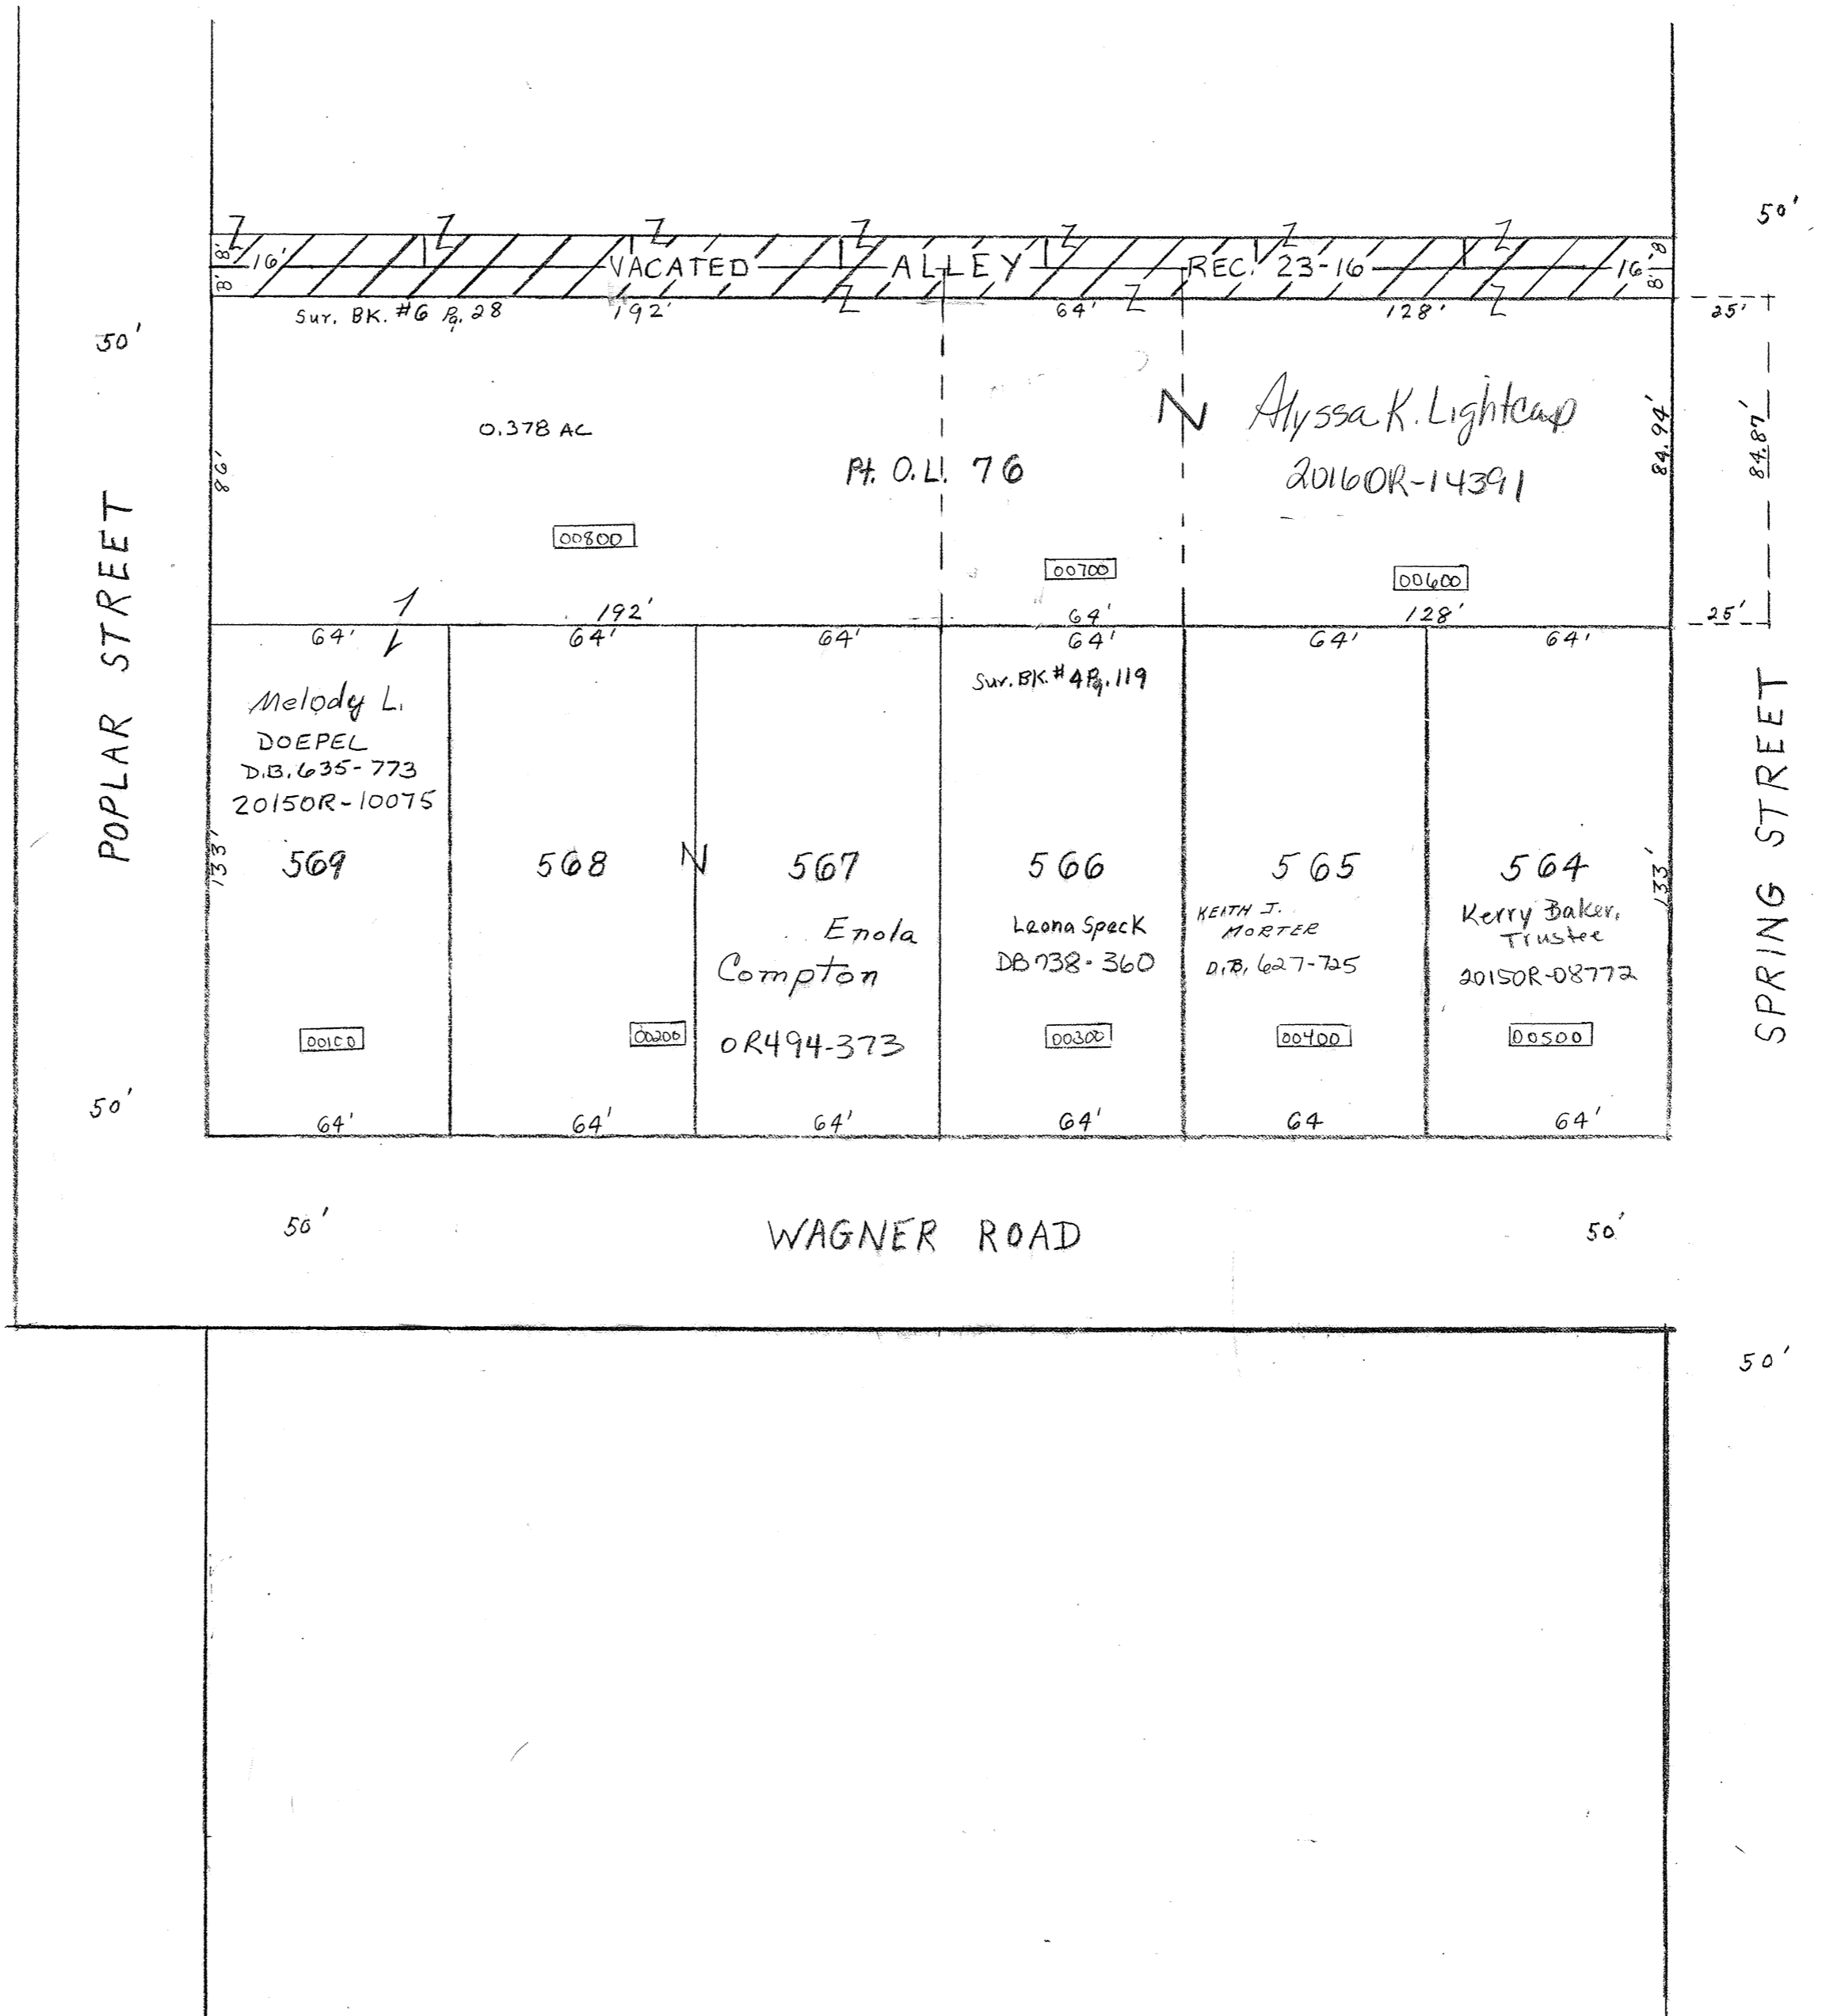 50'
8'
16'
VACATED ALLEY REC. 23-16
16'
8'
8'
8'
Sur. BK. #6 Pg. 28
192'
64'
128'
25'
50'
0.378 AC
Pt. O.L. 76
Alyssa K. Lightcap
2016OR-14391
86'
84.94'
84.87'
00800
00700
00600
192'
64'
128'
25'
64'
64'
64'
64'
64'
64'
POPLAR STREET
SPRING STREET
Melody L.
DOEPEL
D.B. 635-773
2015OR-10075
Sur. BK. #4 Pg. 119
133'
569
568
567
566
565
564
133'
Enola
Compton
OR494-373
Leona Speck
DB738-360
KEITH J.
MORTER
D.B. 627-725
Kerry Baker,
Trustee
2015OR-08772
00100
00200
00300
00400
00500
50'
64'
64'
64'
64'
64
64'
50'
WAGNER ROAD
50'
50'